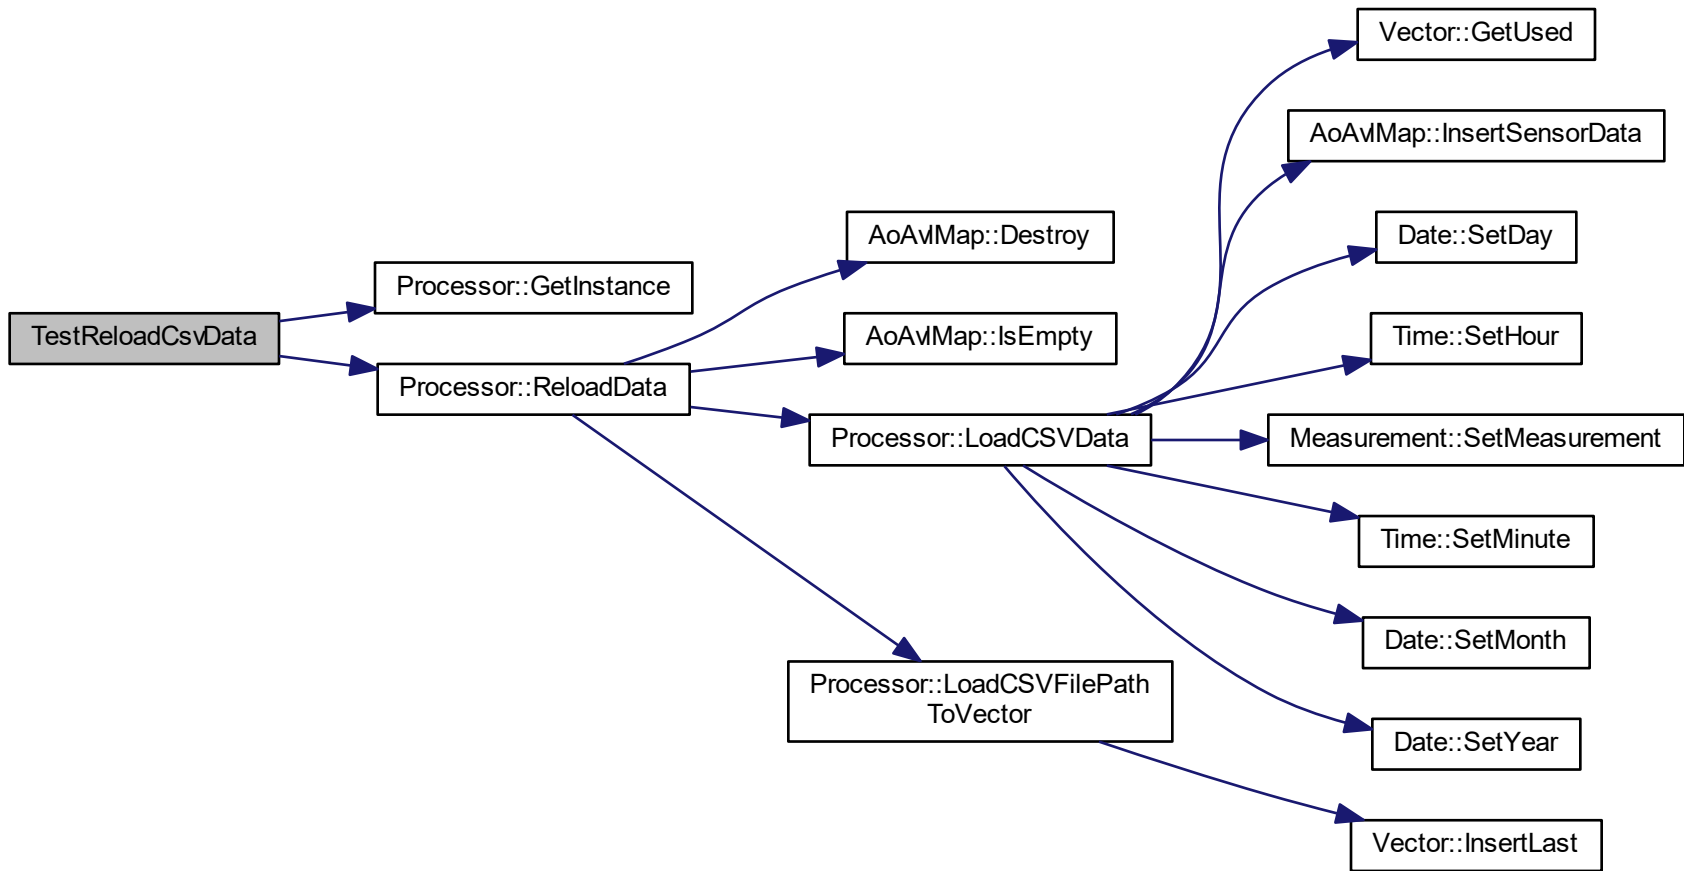 TestReloadCsvData
Processor::GetInstance
Processor::ReloadData
AoAvlMap::Destroy
AoAvlMap::IsEmpty
Processor::LoadCSVData
Processor::LoadCSVFilePath
ToVector
Vector::GetUsed
AoAvlMap::InsertSensorData
Date::SetDay
Time::SetHour
Measurement::SetMeasurement
Time::SetMinute
Date::SetMonth
Date::SetYear
Vector::InsertLast